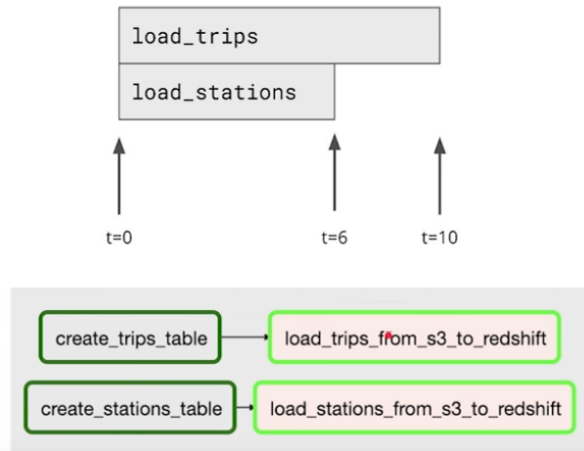 load_trips
load_stations
t=0
t=6
t=10
create_trips_table
load_trips_from_s3_to_redshift
create_stations_table
load_stations_from_s3_to_redshift